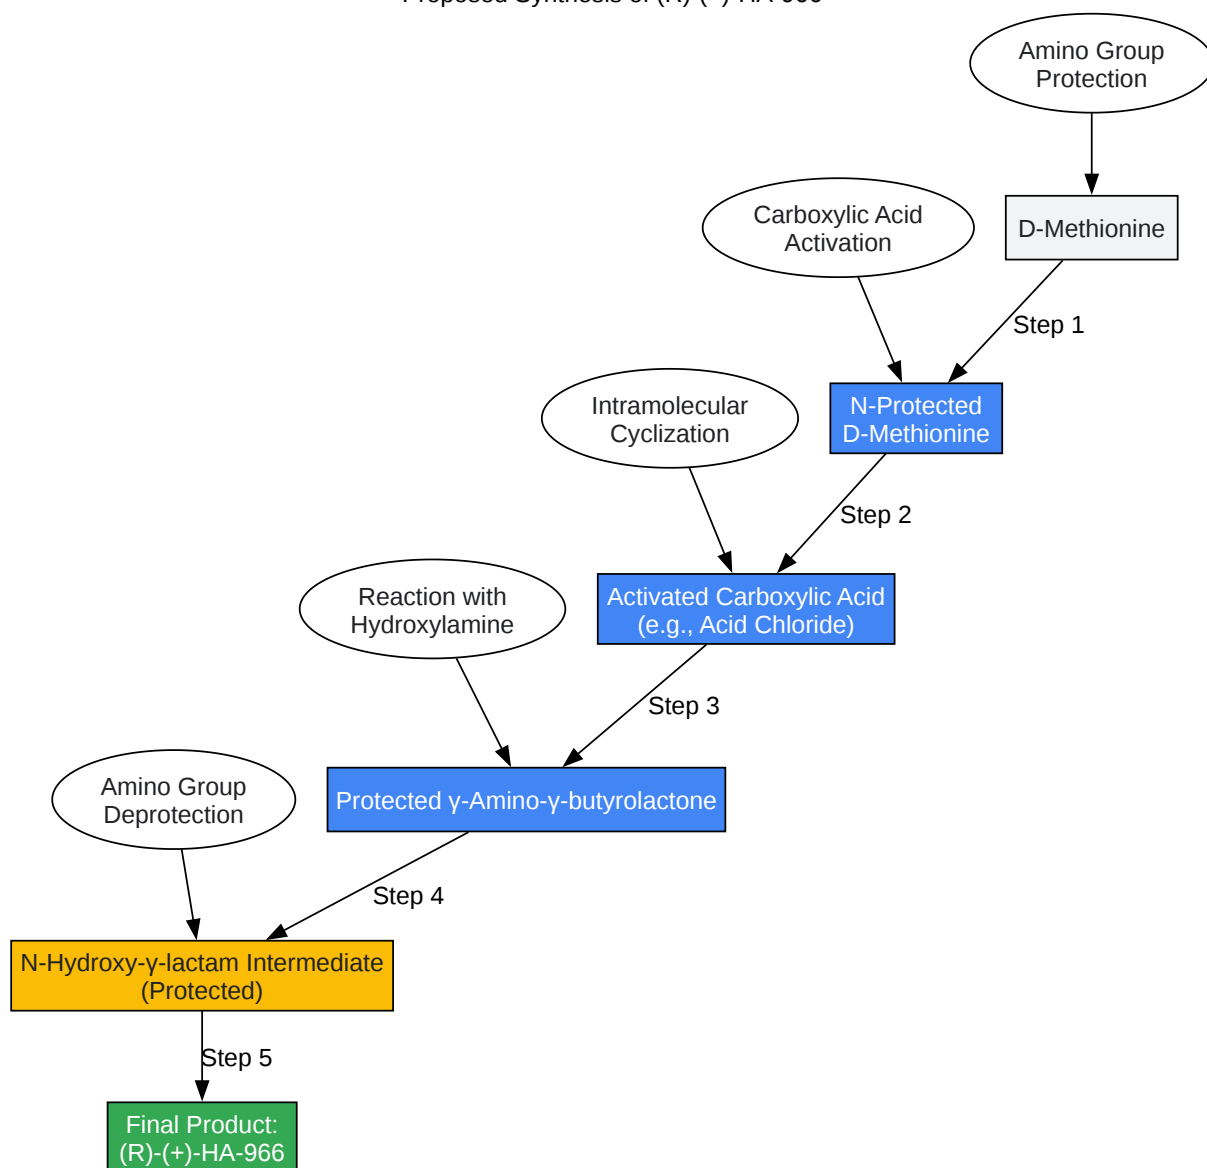 Amino Group
Protection
D-Methionine
Carboxylic Acid
Activation
Step 1
N-Protected
D-Methionine
Intramolecular
Cyclization
Step 2
Activated Carboxylic Acid
(e.g., Acid Chloride)
Reaction with
Hydroxylamine
Step 3
Protected γ-Amino-γ-butyrolactone
Amino Group
Deprotection
Step 4
N-Hydroxy-γ-lactam Intermediate
(Protected)
Step 5
Final Product:
(R)-(+)-HA-966